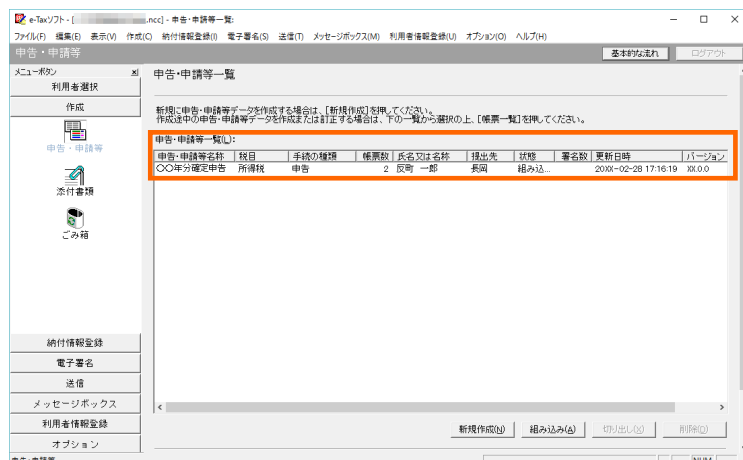 e-Taxソフト - [ .ncc] - 申告・申請等一覧:
ファイル(F) 編集(E) 表示(V) 作成(C) 納付情報登録(I) 電子署名(S) 送信(T) メッセージボックス(M) 利用者情報登録(U) オプション(O) ヘルプ(H)
申告・申請等 基本的な流れ ログアウト
メニューボタン
利用者選択
作成
申告・申請等
添付書類
ごみ箱
納付情報登録
電子署名
送信
メッセージボックス
利用者情報登録
オプション
申告・申請等一覧
新規に申告・申請等データを作成する場合は、[新規作成]を押してください。
作成途中の申告・申請等データを作成または訂正する場合は、下の一覧から選択の上、[帳票一覧]を押してください。
申告・申請等一覧(L):
申告・申請等名称 税目 手続の種類 帳票数 氏名又は名称 提出先 状態 署名数 更新日時 バージョン
〇〇年分確定申告 所得税 申告 2 反町 一郎 長岡 組み込... 20XX-02-28 17:16:19 XX.0.0
新規作成(N) 組み込み(A) 切り出し(X) 削除(D)
申告・申請等 NUM